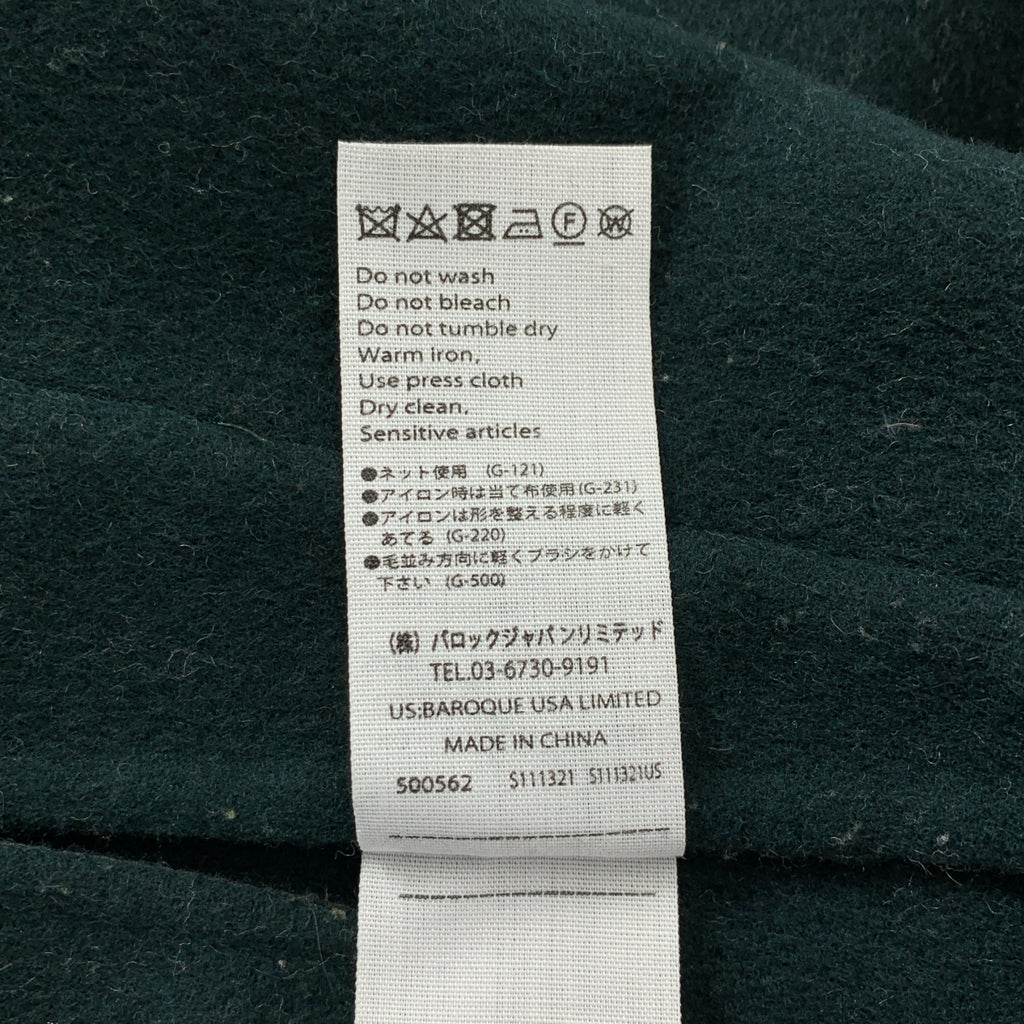 F W
Do not wash
Do not bleach
Do not tumble dry
Warm iron,
Use press cloth
Dry clean,
Sensitive articles
●ネット使用 (G-121)
●アイロン時は当て布使用(G-231)
●アイロンは形を整える程度に軽く
あてる (G-220)
●毛並み方向に軽くブラシをかけて
下さい (G-500)
(株) バロックジャパンリミテッド
TEL.03-6730-9191
US:BAROQUE USA LIMITED
MADE IN CHINA
500562 S111321 S111321US